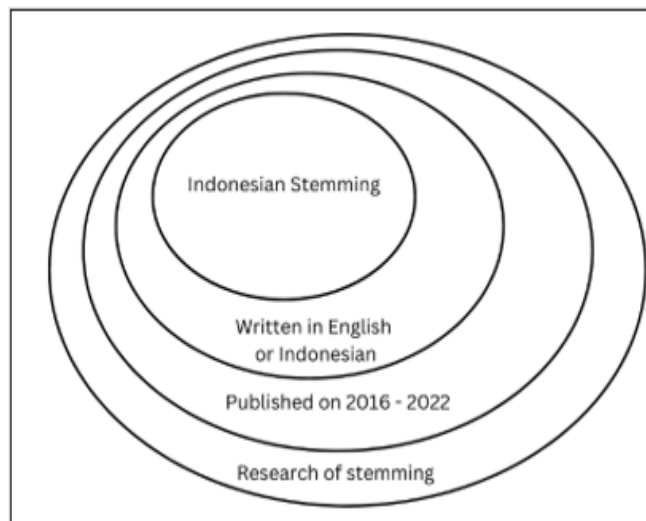 Indonesian Stemming
Written in English
or Indonesian
Published on 2016 - 2022
Research of stemming